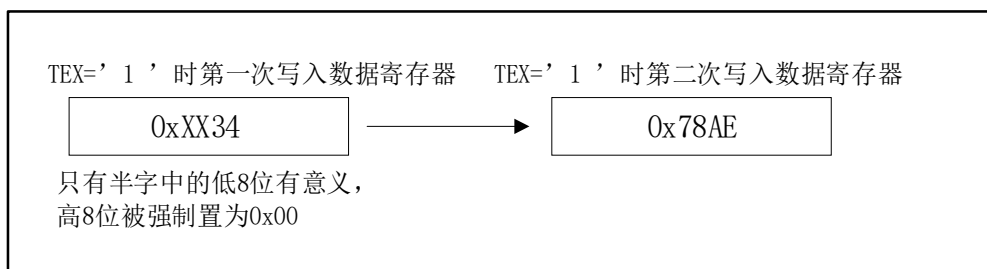 TEX=’1 ’时第一次写入数据寄存器
TEX=’1 ’时第二次写入数据寄存器
0xXX34
0x78AE
只有半字中的低8位有意义,
高8位被强制置为0x00